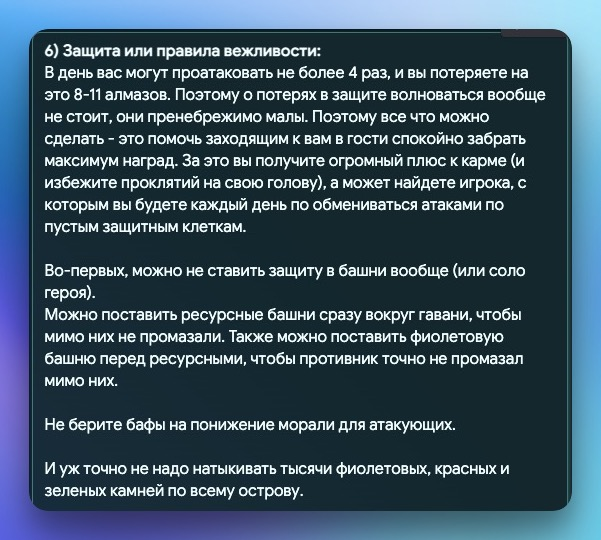 6) Защита или правила вежливости:
В день вас могут проатаковать не более 4 раз, и вы потеряете на
это 8-11 алмазов. Поэтому о потерях в защите волноваться вообще
не стоит, они пренебрежимо малы. Поэтому все что можно
сделать - это помочь заходящим к вам в гости спокойно забрать
максимум наград. За это вы получите огромный плюс к карме (и
избежите проклятий на свою голову), а может найдете игрока, с
которым вы будете каждый день по обмениваться атаками по
пустым защитным клеткам.
Во-первых, можно не ставить защиту в башни вообще (или соло
героя).
Можно поставить ресурсные башни сразу вокруг гавани, чтобы
мимо них не промазали. Также можно поставить фиолетовую
башню перед ресурсными, чтобы противник точно не промазал
мимо них.
Не берите бафы на понижение морали для атакующих.
И уж точно не надо натыкивать тысячи фиолетовых, красных и
зеленых камней по всему острову.